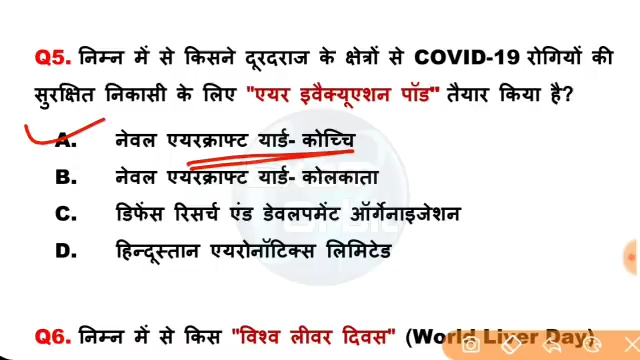 Q5. निम्न में से किसने दूरदराज के क्षेत्रों से COVID-19 रोगियों की
सुरक्षित निकासी के लिए "एयर इवैक्यूएशन पॉड" तैयार किया है?
A. नेवल एयरक्राफ्ट यार्ड- कोच्चि
B. नेवल एयरक्राफ्ट यार्ड- कोलकाता
C. डिफेंस रिसर्च एंड डेवलपमेंट ऑर्गेनाइजेशन
D. हिन्दूस्तान एयरोनॉटिक्स लिमिटेड
Q6. निम्न में से किस "विश्व लीवर दिवस" (World Liver Day)